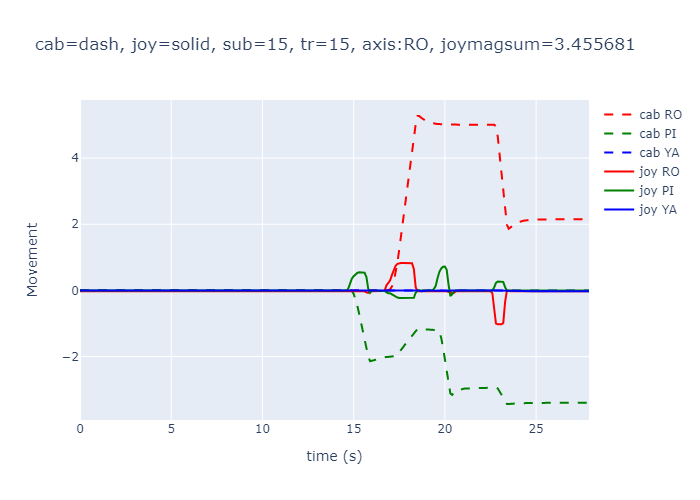 cab=dash, joy=solid, sub=15, tr=15, axis:RO, joymagsum=3.455681
cab RO
cab PI
cab YA
joy RO
joy PI
joy YA
Movement
4
2
0
−2
0
5
10
15
20
25
time (s)